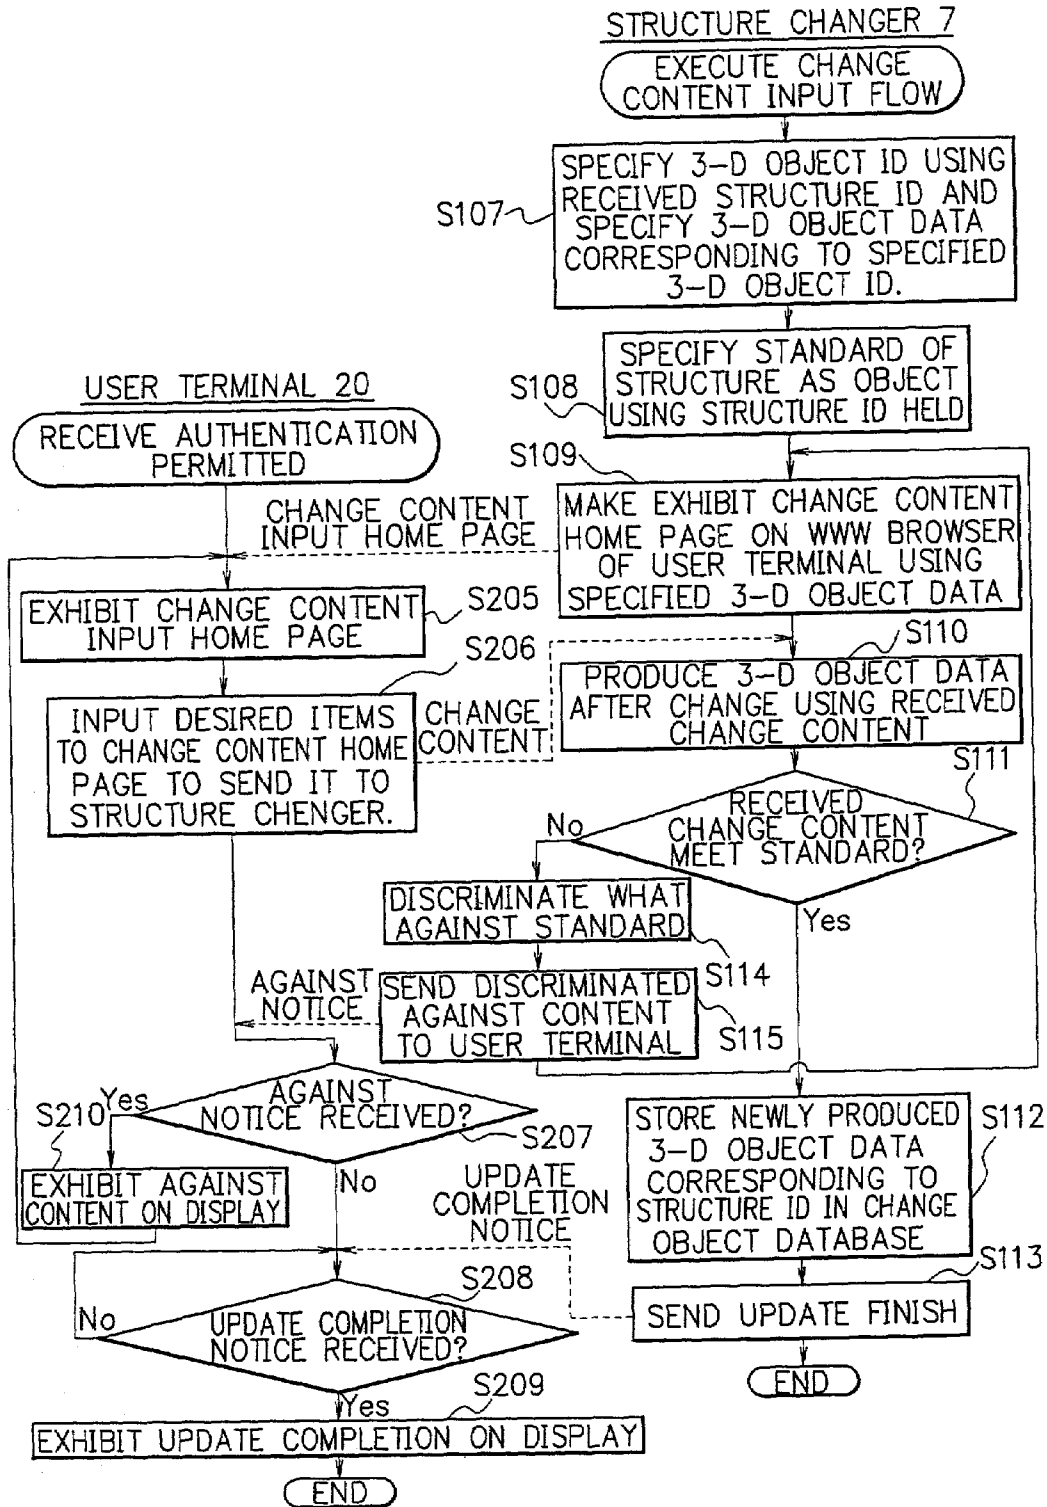 STRUCTURE CHANGER 7
EXECUTE CHANGE
CONTENT INPUT FLOW
SPECIFY 3-D OBJECT ID USING
RECEIVED STRUCTURE ID AND
SPECIFY 3-D OBJECT DATA
CORRESPONDING TO SPECIFIED
3-D OBJECT ID.
S107
SPECIFY STANDARD OF
STRUCTURE AS OBJECT
USING STRUCTURE ID HELD
S108
USER TERMINAL 20
RECEIVE AUTHENTICATION
PERMITTED
S109
MAKE EXHIBIT CHANGE CONTENT
HOME PAGE ON WWW BROWSER
OF USER TERMINAL USING
SPECIFIED 3-D OBJECT DATA
CHANGE CONTENT
INPUT HOME PAGE
EXHIBIT CHANGE CONTENT
INPUT HOME PAGE
S205
S206
S110
PRODUCE 3-D OBJECT DATA
AFTER CHANGE USING RECEIVED
CHANGE CONTENT
INPUT DESIRED ITEMS
TO CHANGE CONTENT HOME
PAGE TO SEND IT TO
STRUCTURE CHENGER.
CHANGE
CONTENT
S111
RECEIVED
CHANGE CONTENT
MEET STANDARD?
No
Yes
DISCRIMINATE WHAT
AGAINST STANDARD
S114
AGAINST
NOTICE
SEND DISCRIMINATED
AGAINST CONTENT
TO USER TERMINAL
S115
AGAINST
NOTICE RECEIVED?
Yes
S210
S207
No
EXHIBIT AGAINST
CONTENT ON DISPLAY
UPDATE
COMPLETION
NOTICE
STORE NEWLY PRODUCED
3-D OBJECT DATA
CORRESPONDING TO
STRUCTURE ID IN CHANGE
OBJECT DATABASE
S112
S113
SEND UPDATE FINISH
END
S208
No
UPDATE COMPLETION
NOTICE RECEIVED?
Yes
S209
EXHIBIT UPDATE COMPLETION ON DISPLAY
END